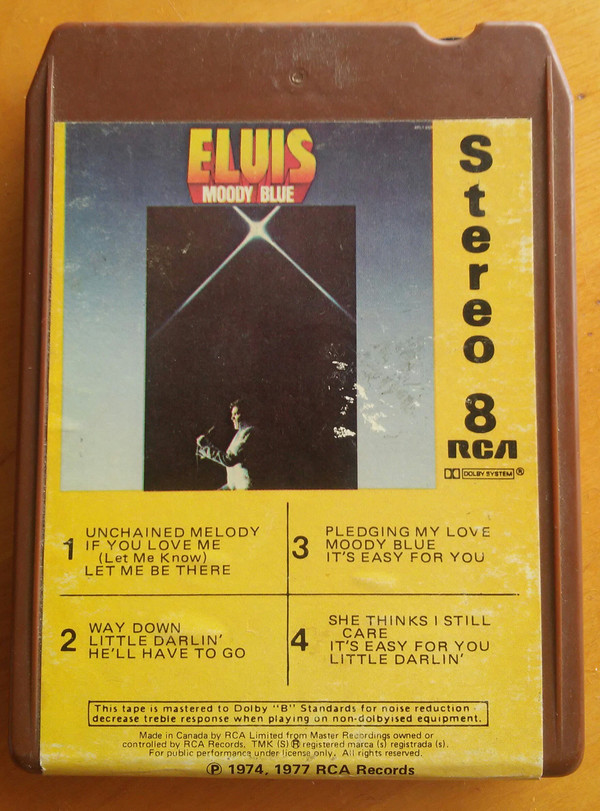 ELVIS
MOODY BLUE
Stereo 8
RCA
DOLBY SYSTEM ®
1
UNCHAINED MELODY
IF YOU LOVE ME
(Let Me Know)
LET ME BE THERE
2
WAY DOWN
LITTLE DARLIN'
HE'LL HAVE TO GO
3
PLEDGING MY LOVE
MOODY BLUE
IT'S EASY FOR YOU
4
SHE THINKS I STILL
CARE
IT'S EASY FOR YOU
LITTLE DARLIN'
This tape is mastered to Dolby "B" Standards for noise reduction -
decrease treble response when playing on non-dolbyised equipment.
Made in Canada by RCA Limited from Master Recordings owned or
controlled by RCA Records. TMK (S) ® registered marca (s) registrada (s).
For public performance under license only. All rights reserved.
℗ 1974, 1977 RCA Records